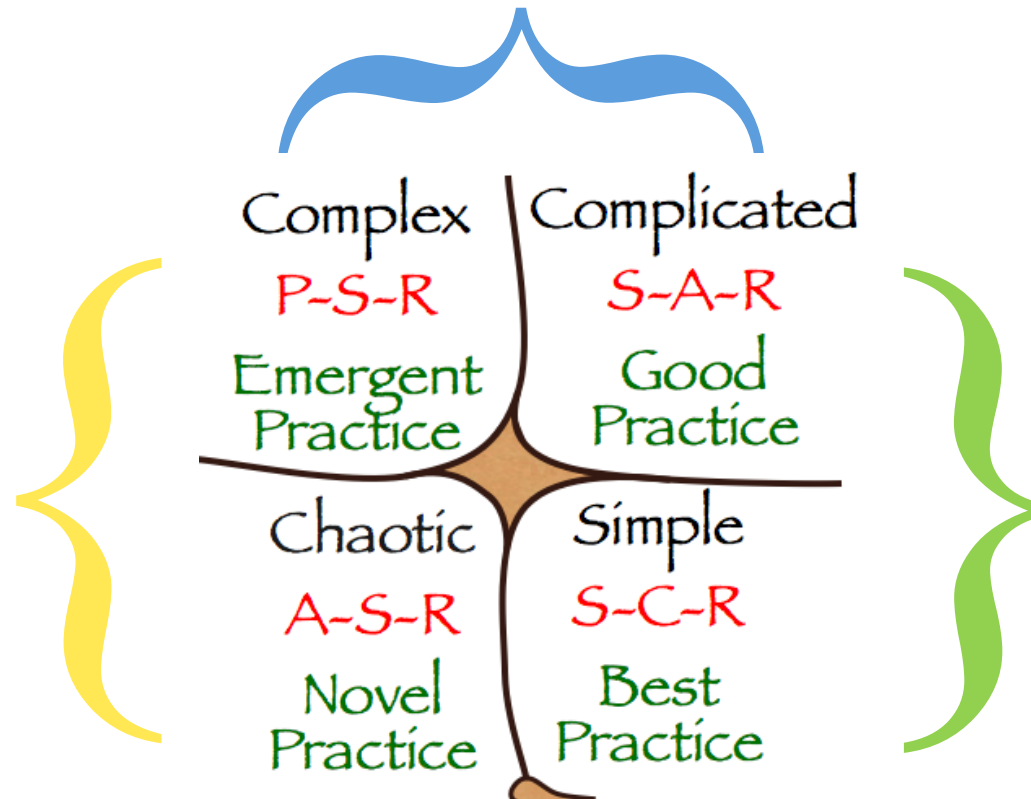 Complex
P-S-R
Emergent
Practice
Complicated
S-A-R
Good
Practice
Chaotic
A-S-R
Novel
Practice
Simple
S-C-R
Best
Practice